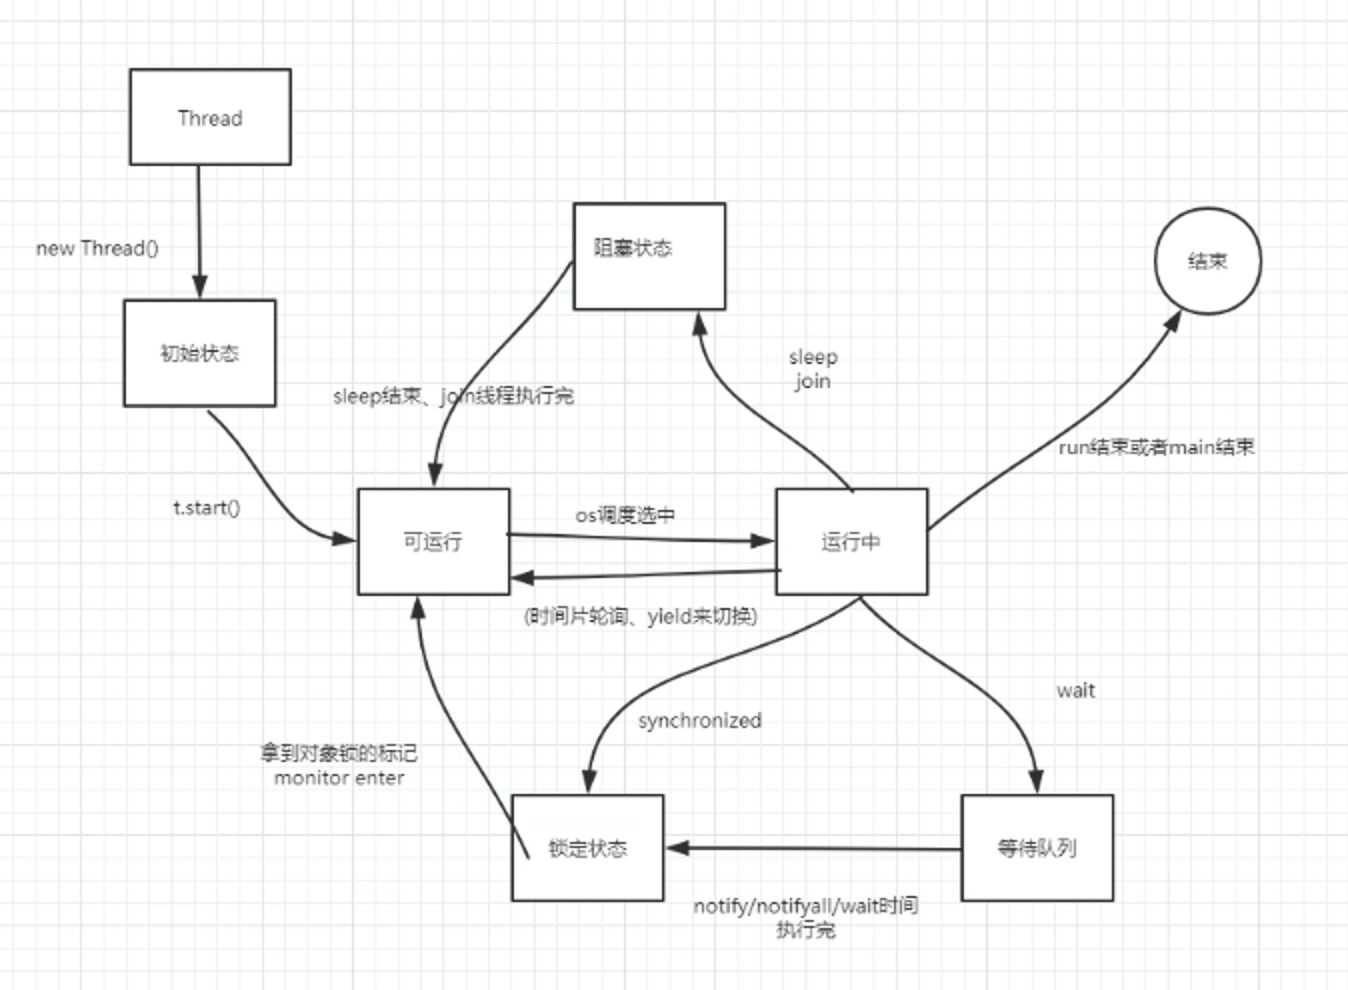 Thread
new Thread()
阻塞状态
结束
初始状态
sleep
join
sleep结束、join线程执行完
run结束或者main结束
t.start()
os调度选中
可运行
运行中
(时间片轮询、yield来切换)
wait
synchronized
拿到对象锁的标记
monitor enter
锁定状态
等待队列
notify/notifyall/wait时间
执行完